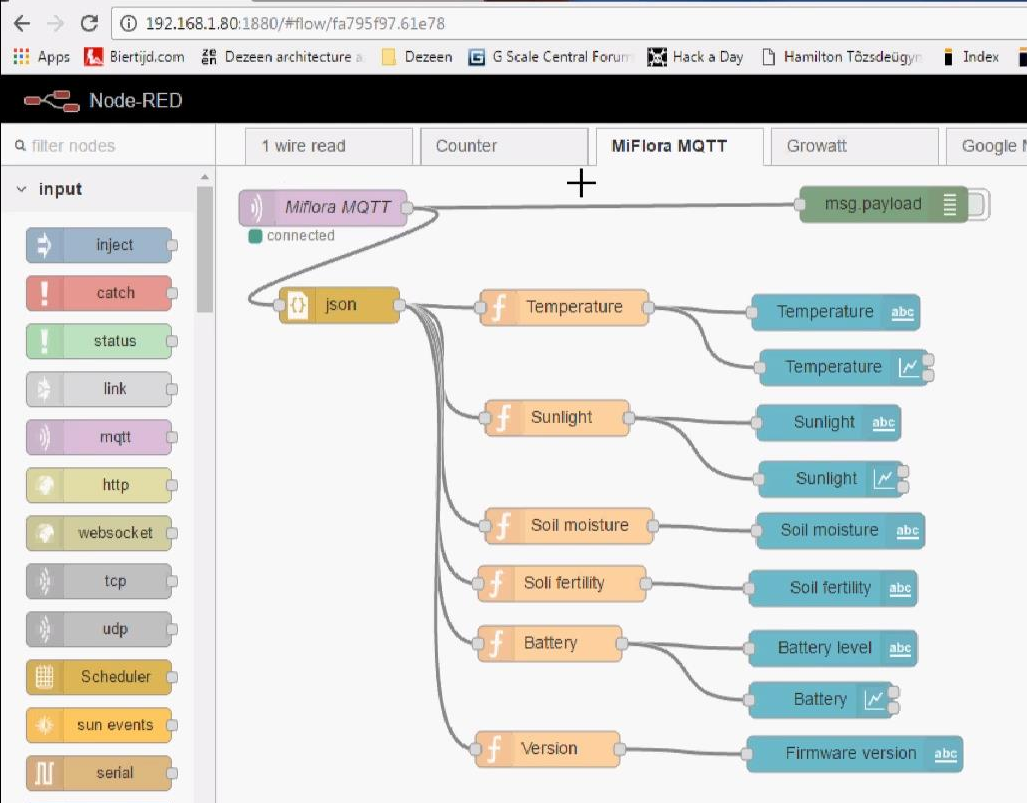 192.168.1.80:1880/#flow/fa795f97.61e78
Apps Biertijd.com Dezeen architecture a Dezeen G Scale Central Forum Hack a Day Hamilton Tõzsdeügyn Index
Node-RED
filter nodes
1 wire read Counter MiFlora MQTT Growatt Google
input
inject
catch
status
link
mqtt
http
websocket
tcp
udp
Scheduler
sun events
serial
Miflora MQTT
connected
msg.payload
json
Temperature
Temperature abc
Temperature
Sunlight
Sunlight abc
Sunlight
Soil moisture
Soil moisture abc
Soli fertility
Soil fertility abc
Battery
Battery level abc
Battery
Version
Firmware version abc